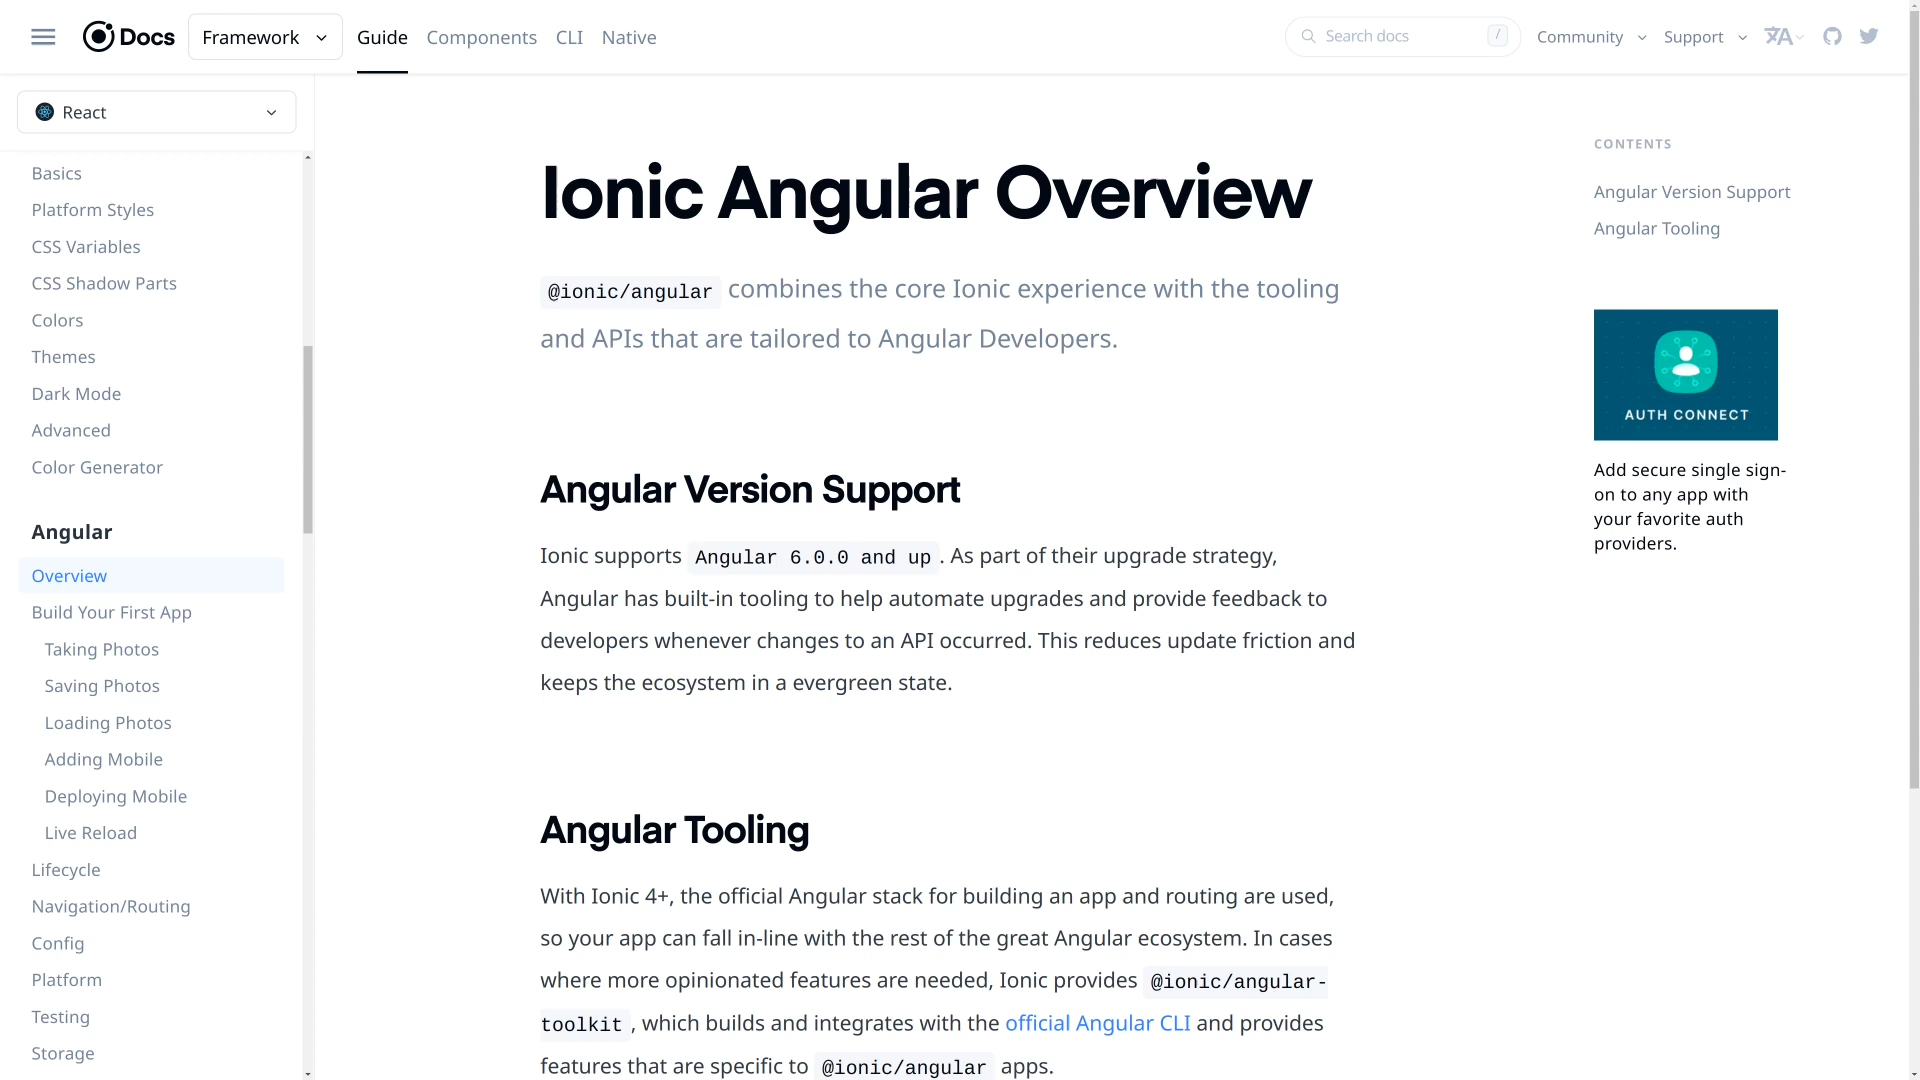 Docs
Framework
Guide
Components
CLI
Native
Search docs
/
Community
Support
React
Basics
Platform Styles
CSS Variables
CSS Shadow Parts
Colors
Themes
Dark Mode
Advanced
Color Generator
Angular
Overview
Build Your First App
Taking Photos
Saving Photos
Loading Photos
Adding Mobile
Deploying Mobile
Live Reload
Lifecycle
Navigation/Routing
Config
Platform
Testing
Storage
Ionic Angular Overview
@ionic/angular combines the core Ionic experience with the tooling
and APIs that are tailored to Angular Developers.
Angular Version Support
Ionic supports Angular 6.0.0 and up. As part of their upgrade strategy,
Angular has built-in tooling to help automate upgrades and provide feedback to
developers whenever changes to an API occurred. This reduces update friction and
keeps the ecosystem in a evergreen state.
Angular Tooling
With Ionic 4+, the official Angular stack for building an app and routing are used,
so your app can fall in-line with the rest of the great Angular ecosystem. In cases
where more opinionated features are needed, Ionic provides @ionic/angular-
toolkit, which builds and integrates with the official Angular CLI and provides
features that are specific to @ionic/angular apps.
CONTENTS
Angular Version Support
Angular Tooling
AUTH CONNECT
Add secure single sign-
on to any app with
your favorite auth
providers.